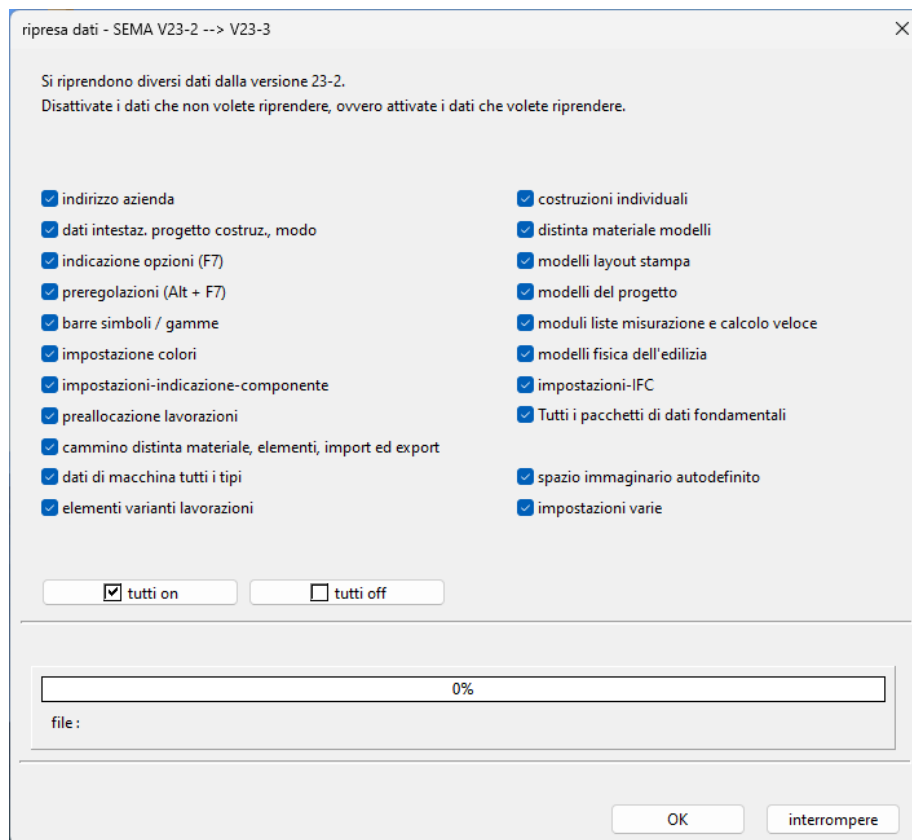 ripresa dati - SEMA V23-2 --> V23-3
Si riprendono diversi dati dalla versione 23-2.
Disattivate i dati che non volete riprendere, ovvero attivate i dati che volete riprendere.
indirizzo azienda
dati intestaz. progetto costruz., modo
indicazione opzioni (F7)
preregolazioni (Alt + F7)
barre simboli / gamme
impostazione colori
impostazioni-indicazione-componente
preallocazione lavorazioni
cammino distinta materiale, elementi, import ed export
dati di macchina tutti i tipi
elementi varianti lavorazioni
costruzioni individuali
distinta materiale modelli
modelli layout stampa
modelli del progetto
moduli liste misurazione e calcolo veloce
modelli fisica dell'edilizia
impostazioni-IFC
Tutti i pacchetti di dati fondamentali
spazio immaginario autodefinito
impostazioni varie
tutti on
tutti off
0%
file :
OK
interrompere